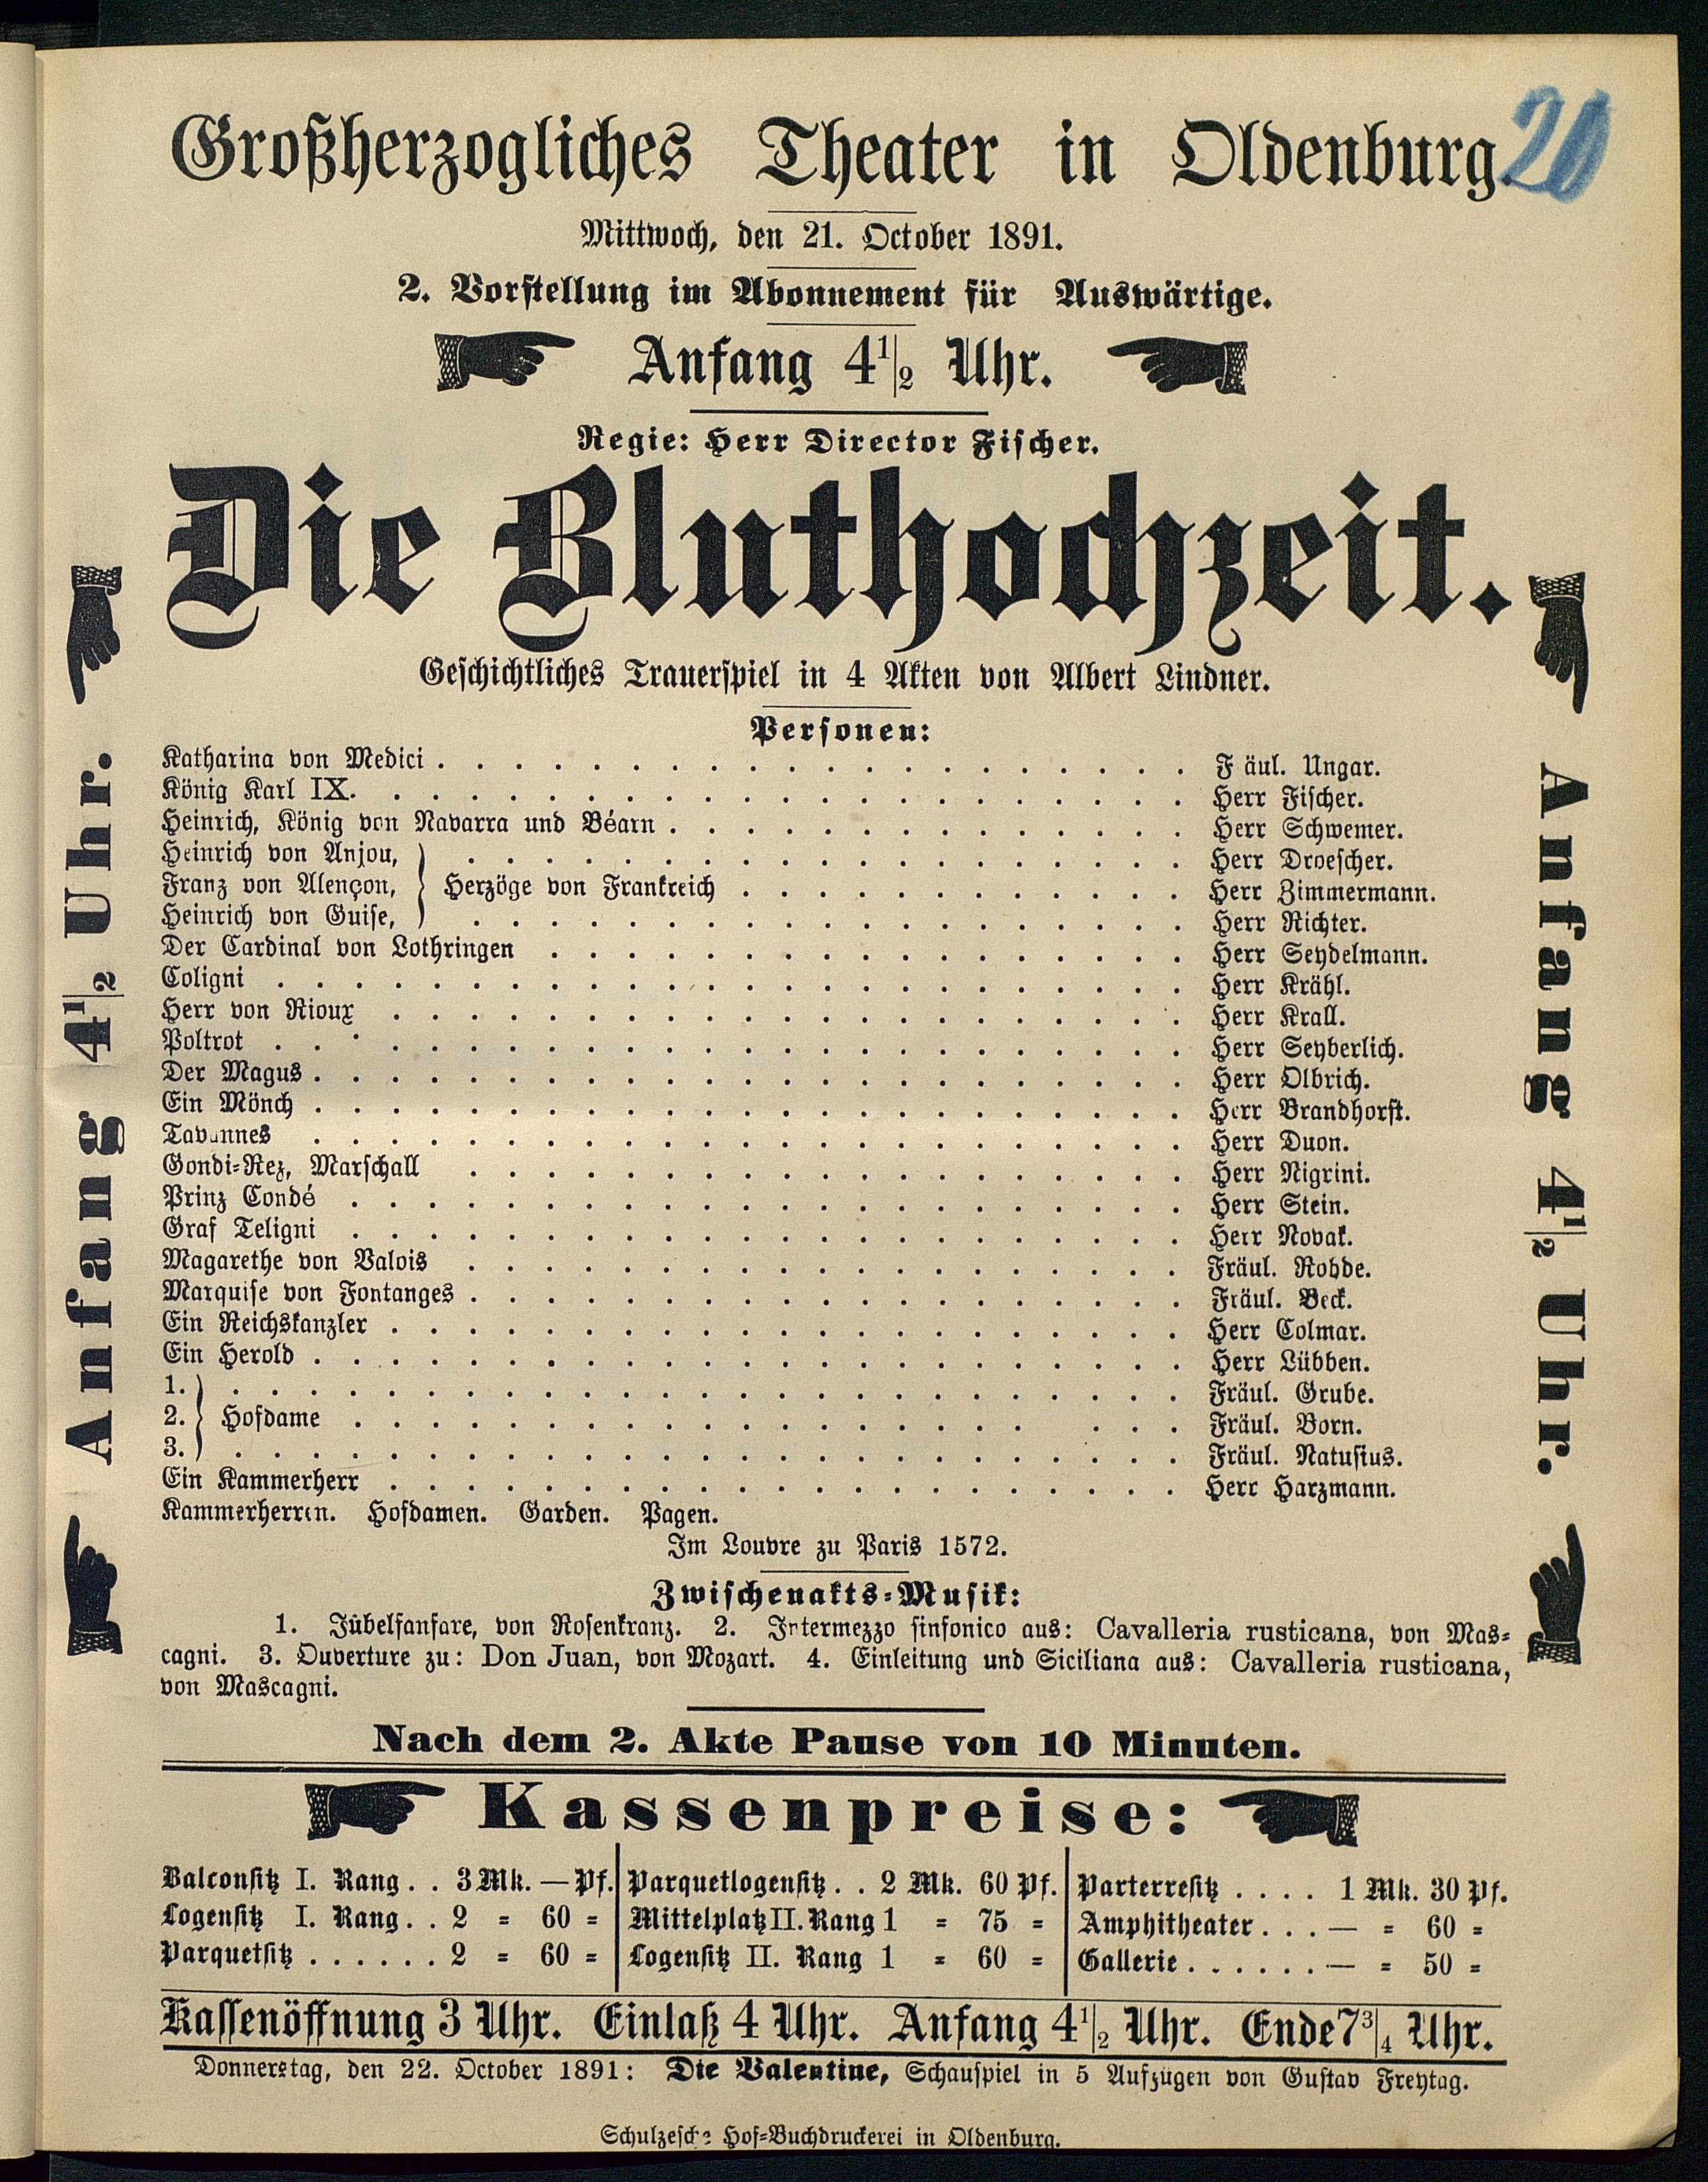 Großherzogliches Theater in Oldenburg.
20
Mittwoch, den 21. October 1891.
2. Vorstellung im Abonnement für Auswärtige.
Anfang 4 1/2 Uhr.
Regie: Herr Director Fischer.
Die Bluthochzeit.
Geschichtliches Trauerspiel in 4 Akten von Albert Lindner.
Personen:
Katharina von Medici . . . . . Fäul. Ungar.
König Karl IX. . . . . . Herr Fischer.
Heinrich, König von Navarra und Béarn . . . . . Herr Schwemer.
Heinrich von Anjou, . . . . . Herr Droescher.
Franz von Alençon, } Herzöge von Frankreich . . . . . Herr Zimmermann.
Heinrich von Guise, . . . . . Herr Richter.
Der Cardinal von Lothringen . . . . . Herr Seydelmann.
Coligni . . . . . Herr Krähl.
Herr von Rioux . . . . . Herr Krall.
Poltrot . . . . . Herr Seyberlich.
Der Magus . . . . . Herr Olbrich.
Ein Mönch . . . . . Herr Brandhorst.
Tavannes . . . . . Herr Duon.
Gondi-Rez, Marschall . . . . . Herr Nigrini.
Prinz Condé . . . . . Herr Stein.
Graf Teligni . . . . . Herr Novak.
Magarethe von Valois . . . . . Fräul. Rohde.
Marquise von Fontanges . . . . . Fräul. Beck.
Ein Reichskanzler . . . . . Herr Colmar.
Ein Herold . . . . . Herr Lübben.
1. . . . . . Fräul. Grube.
2. } Hofdame . . . . . Fräul. Born.
3. . . . . . Fräul. Natusius.
Ein Kammerherr . . . . . Herr Harzmann.
Kammerherren. Hofdamen. Garden. Pagen.
Im Louvre zu Paris 1572.
Zwischenakts-Musik:
1. Jubelfanfare, von Rosenkranz. 2. Intermezzo sinfonico aus: Cavalleria rusticana, von Mas-
cagni. 3. Ouverture zu: Don Juan, von Mozart. 4. Einleitung und Siciliana aus: Cavalleria rusticana,
von Mascagni.
Anfang 4 1/2 Uhr.
Anfang 4 1/2 Uhr.
Nach dem 2. Akte Pause von 10 Minuten.
Kassenpreise:
Balconsitz I. Rang . . 3 Mk. — Pf. Parquetlogensitz . . 2 Mk. 60 Pf. Parterresitz . . . . 1 Mk. 30 Pf.
Logensitz I. Rang . . 2 = 60 = Mittelplatz II. Rang 1 = 75 = Amphitheater . . . — = 60 =
Parquetsitz . . . . . . 2 = 60 = Logensitz II. Rang 1 = 60 = Gallerie . . . . . . — = 50 =
Kassenöffnung 3 Uhr. Einlaß 4 Uhr. Anfang 4 1/2 Uhr. Ende 7 3/4 Uhr.
Donnerstag, den 22. October 1891: Die Valentine, Schauspiel in 5 Aufzügen von Gustav Freytag.
Schulzesche Hof-Buchdruckerei in Oldenburg.